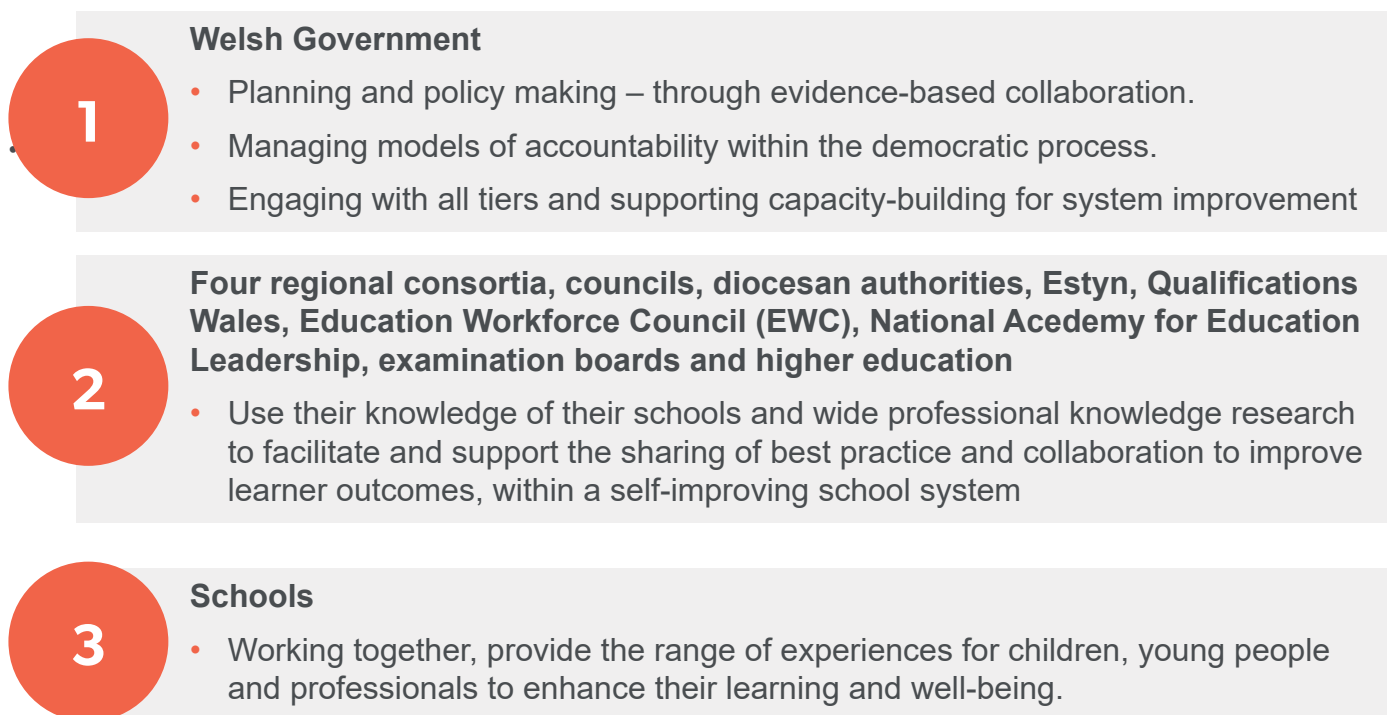 1
Welsh Government
• Planning and policy making – through evidence-based collaboration.
• Managing models of accountability within the democratic process.
• Engaging with all tiers and supporting capacity-building for system improvement
2
Four regional consortia, councils, diocesan authorities, Estyn, Qualifications
Wales, Education Workforce Council (EWC), National Acedemy for Education
Leadership, examination boards and higher education
• Use their knowledge of their schools and wide professional knowledge research
to facilitate and support the sharing of best practice and collaboration to improve
learner outcomes, within a self-improving school system
3
Schools
• Working together, provide the range of experiences for children, young people
and professionals to enhance their learning and well-being.